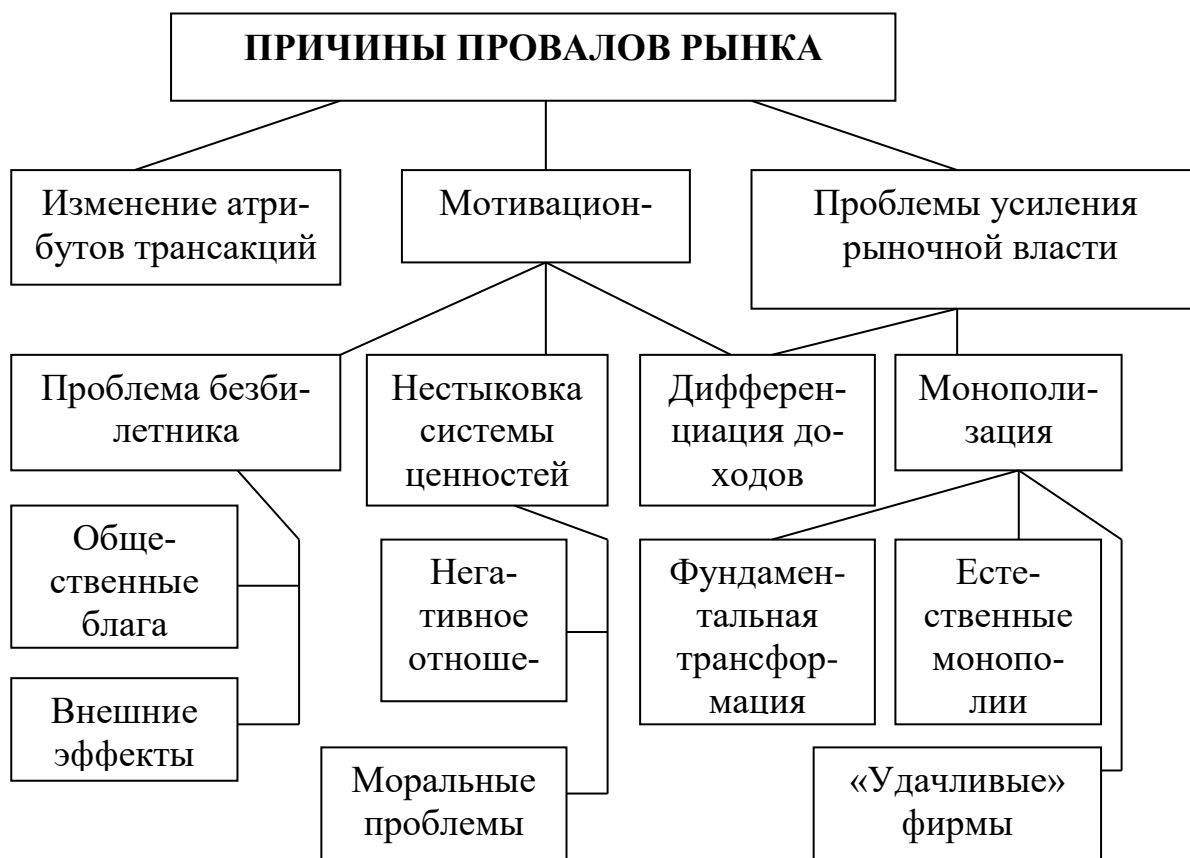 ПРИЧИНЫ ПРОВАЛОВ РЫНКА
Изменение атри-
бутов трансакций
Мотивацион-
Проблемы усиления
рыночной власти
Проблема безби-
летника
Нестыковка
системы
ценностей
Дифферен-
циация до-
ходов
Монополи-
зация
Обще-
ственные
блага
Нега-
тивное
отноше-
Фундамен-
тальная
трансфор-
мация
Есте-
ственные
монопо-
лии
Внешние
эффекты
Моральные
проблемы
«Удачливые»
фирмы